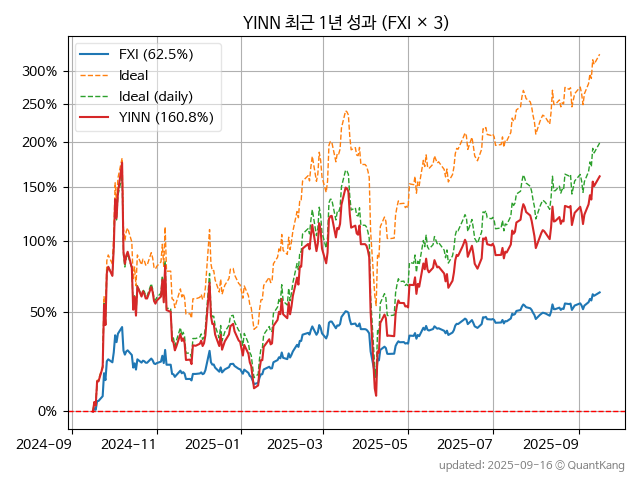 YINN 최근 1년 성과 (FXI × 3)
FXI (62.5%)
Ideal
Ideal (daily)
YINN (160.8%)
300%
250%
200%
150%
100%
50%
0%
2024-09 2024-11 2025-01 2025-03 2025-05 2025-07 2025-09
updated: 2025-09-16 ⓒ QuantKang